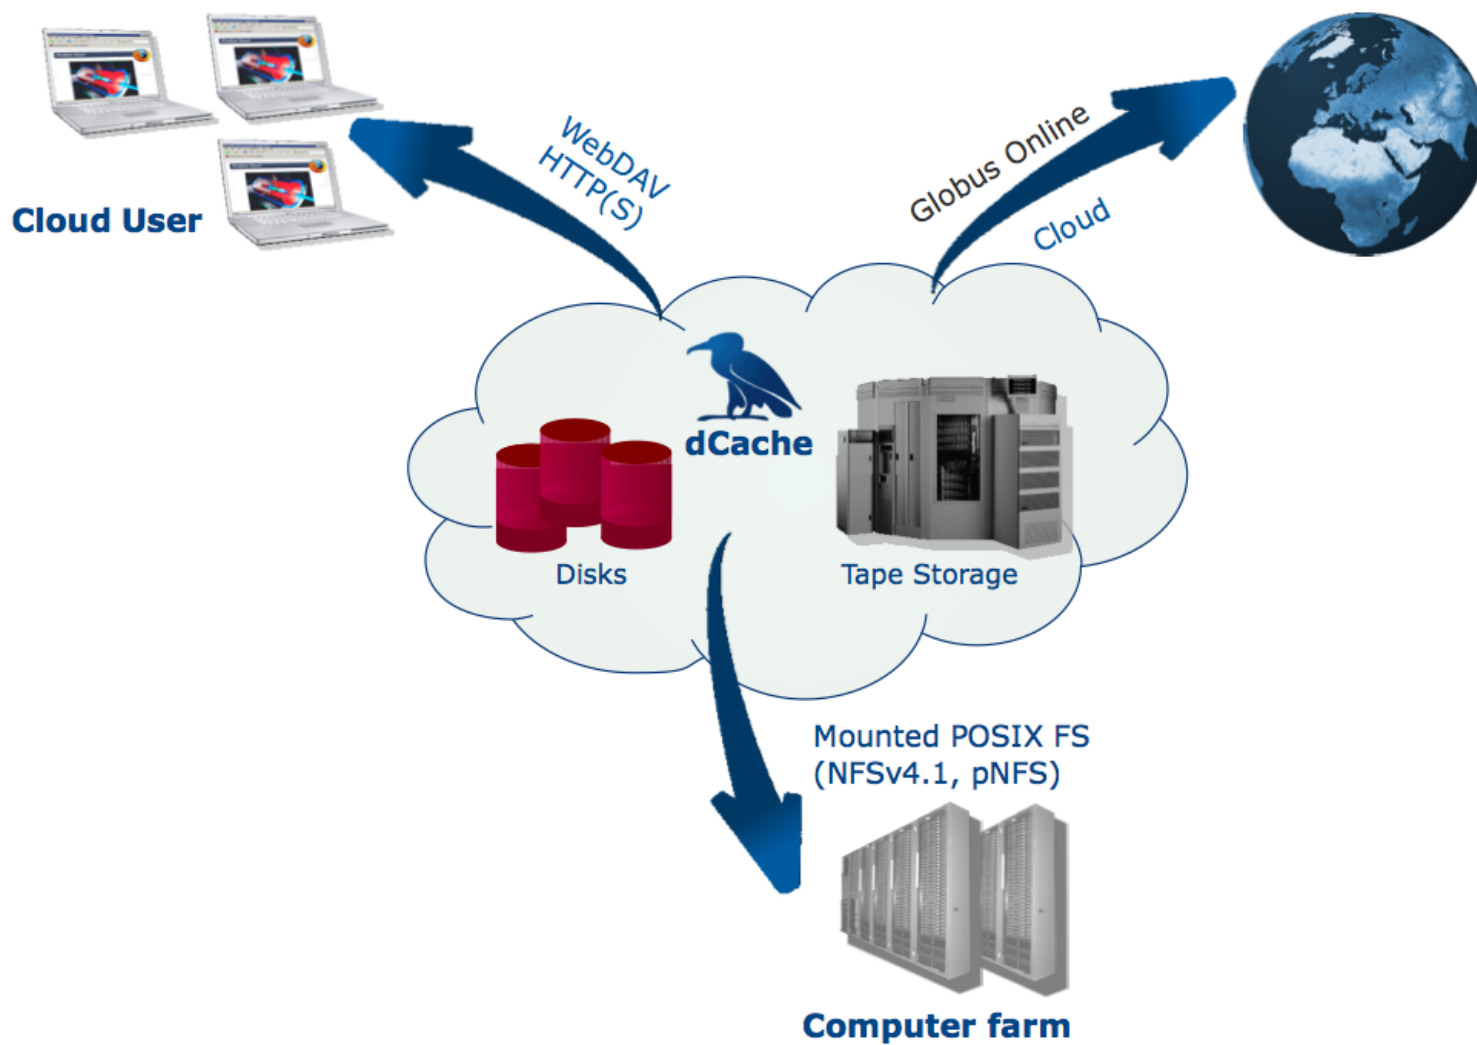 WebDAV
HTTP(S)
Globus Online
Cloud
Cloud User
dCache
Disks
Tape Storage
Mounted POSIX FS
(NFSv4.1, pNFS)
Computer farm